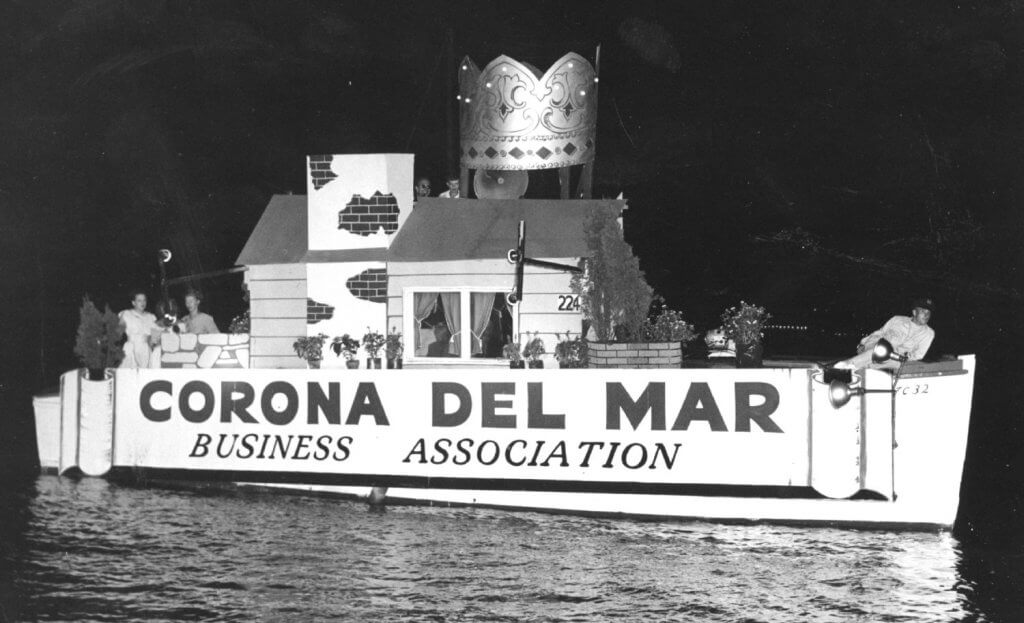 224
CORONA DEL MAR
BUSINESS ASSOCIATION